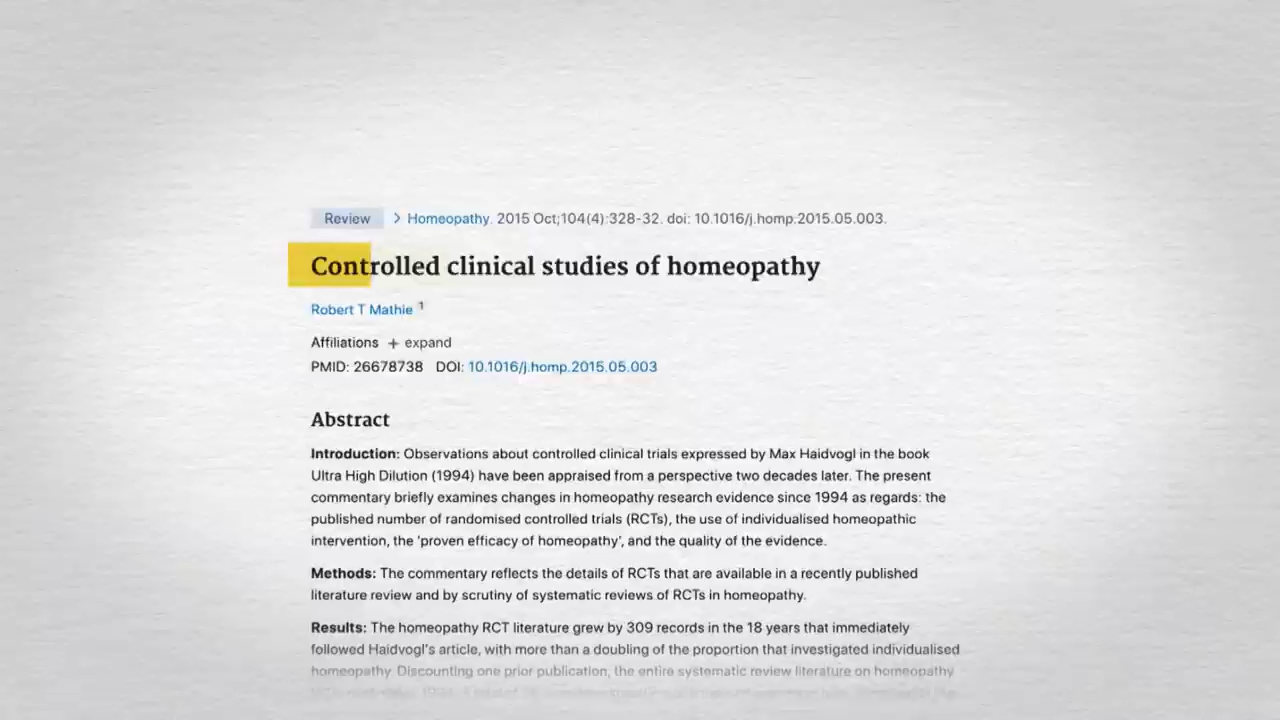 Review > Homeopathy. 2015 Oct;104(4):328-32. doi: 10.1016/j.homp.2015.05.003.
Controlled clinical studies of homeopathy
Robert T Mathie 1
Affiliations + expand
PMID: 26678738 DOI: 10.1016/j.homp.2015.05.003
Abstract
Introduction: Observations about controlled clinical trials expressed by Max Haidvogl in the book
Ultra High Dilution (1994) have been appraised from a perspective two decades later. The present
commentary briefly examines changes in homeopathy research evidence since 1994 as regards: the
published number of randomised controlled trials (RCTs), the use of individualised homeopathic
intervention, the 'proven efficacy of homeopathy', and the quality of the evidence.
Methods: The commentary reflects the details of RCTs that are available in a recently published
literature review and by scrutiny of systematic reviews of RCTs in homeopathy.
Results: The homeopathy RCT literature grew by 309 records in the 18 years that immediately
followed Haidvogl's article, with more than a doubling of the proportion that investigated individualised
homeopathy. Discounting one prior publication, the entire systematic review literature on homeopathy